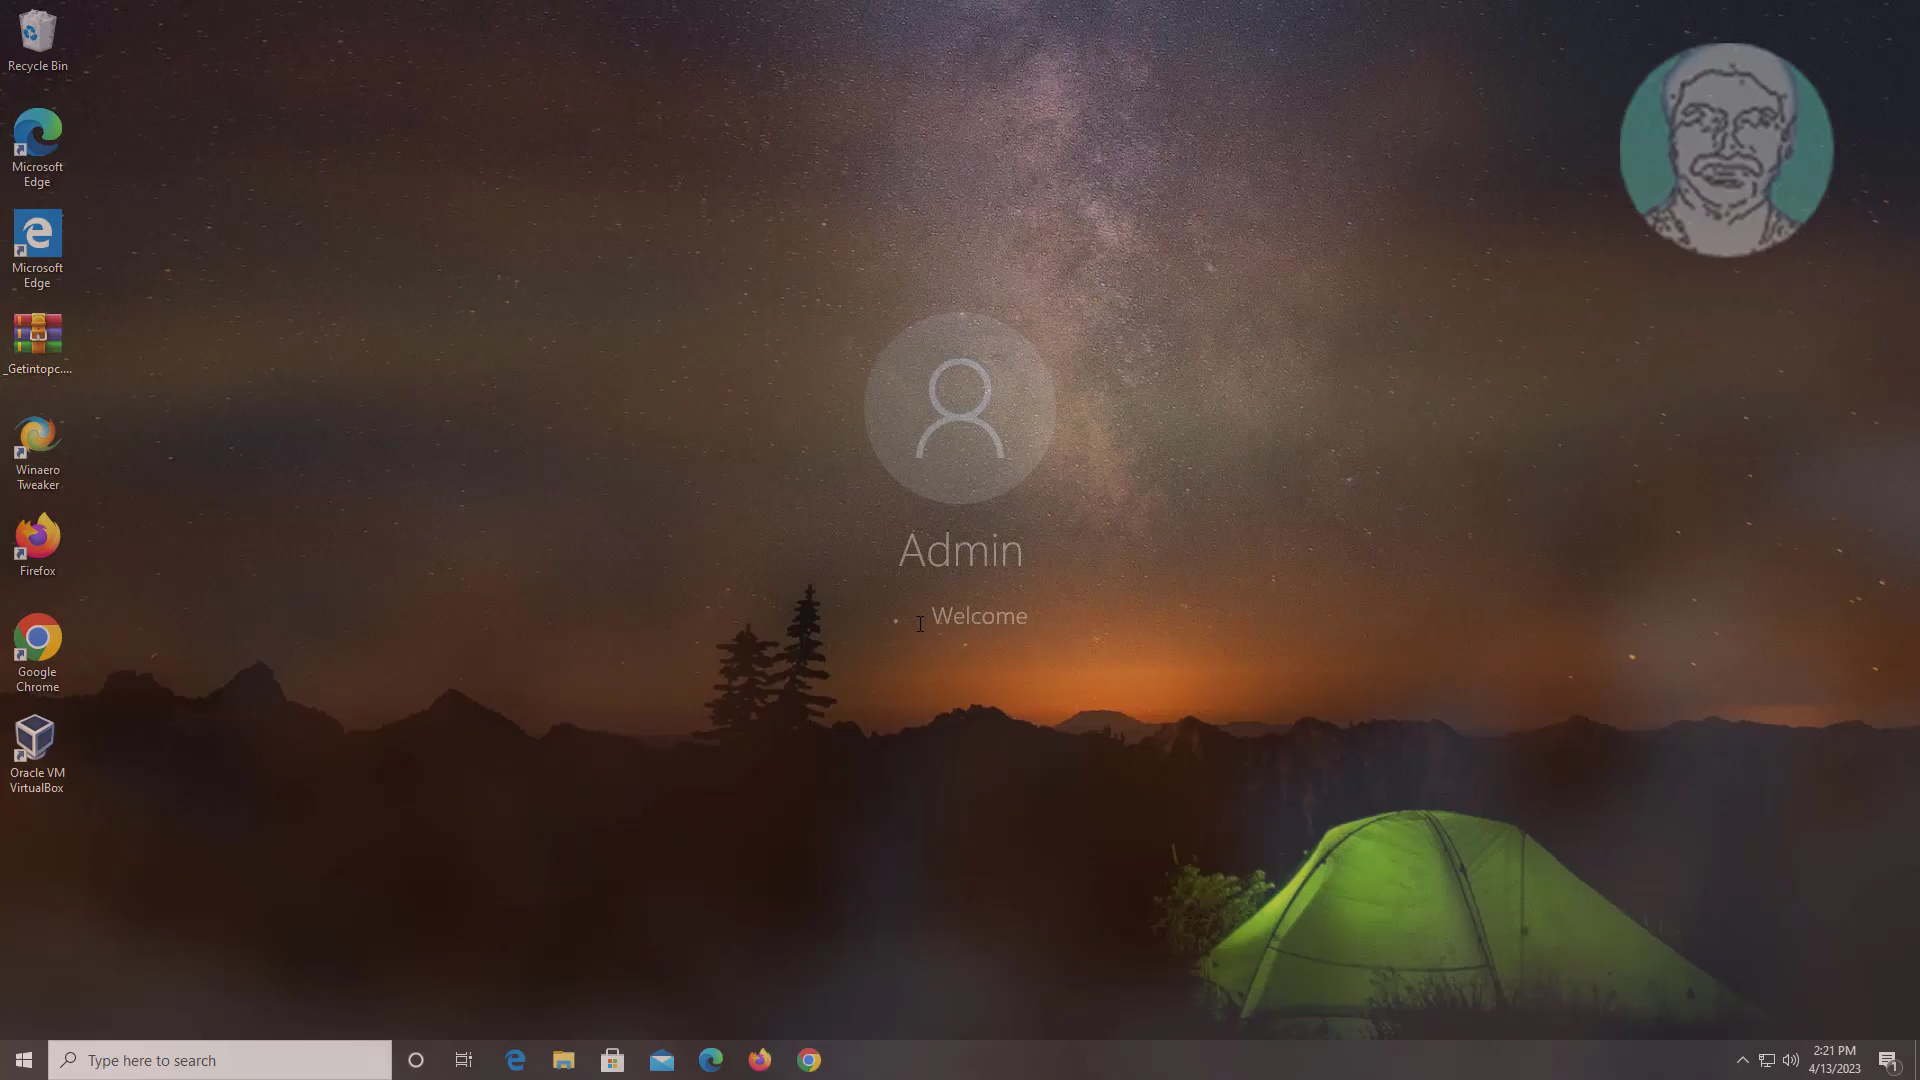 Recycle Bin
Microsoft
Edge
Microsoft
Edge
_Getintopc....
Winaero
Tweaker
Firefox
Google
Chrome
Oracle VM
VirtualBox
Admin
Welcome
Type here to search
2:21 PM
4/13/2023
1